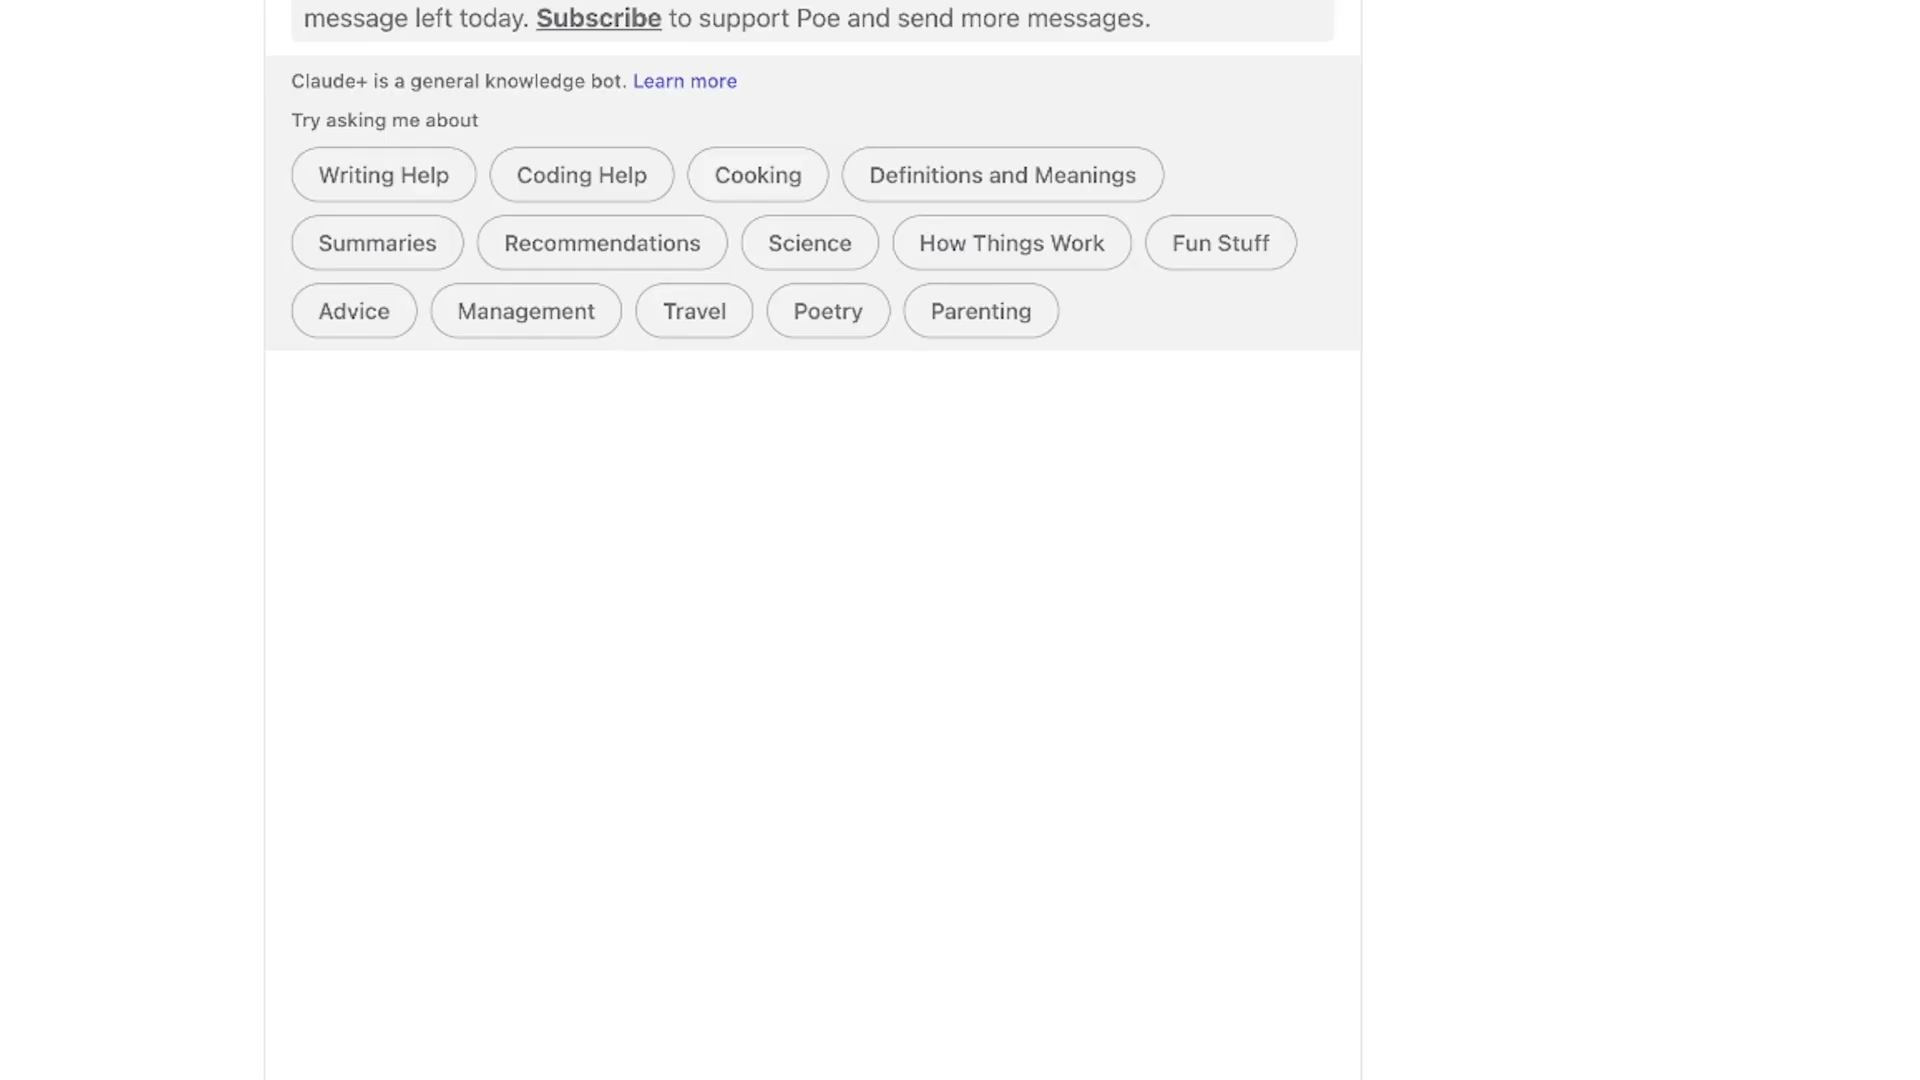 message left today. Subscribe to support Poe and send more messages.
Claude+ is a general knowledge bot. Learn more
Try asking me about
Writing Help Coding Help Cooking Definitions and Meanings
Summaries Recommendations Science How Things Work Fun Stuff
Advice Management Travel Poetry Parenting